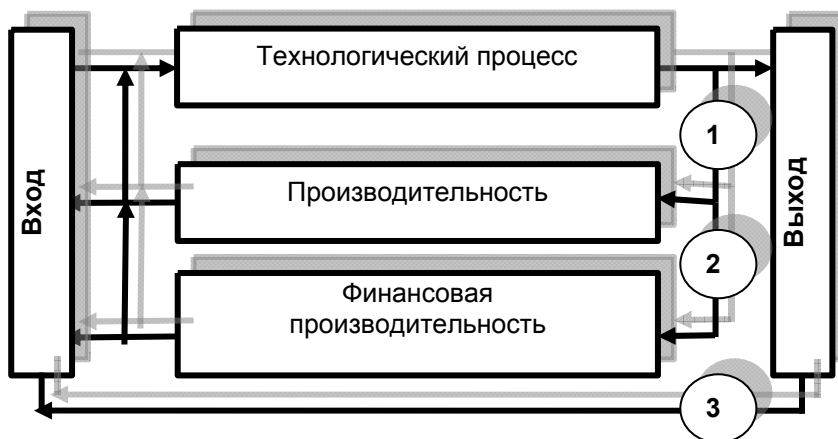 Технологический процесс
1
Вход
Производительность
Выход
2
Финансовая
производительность
3